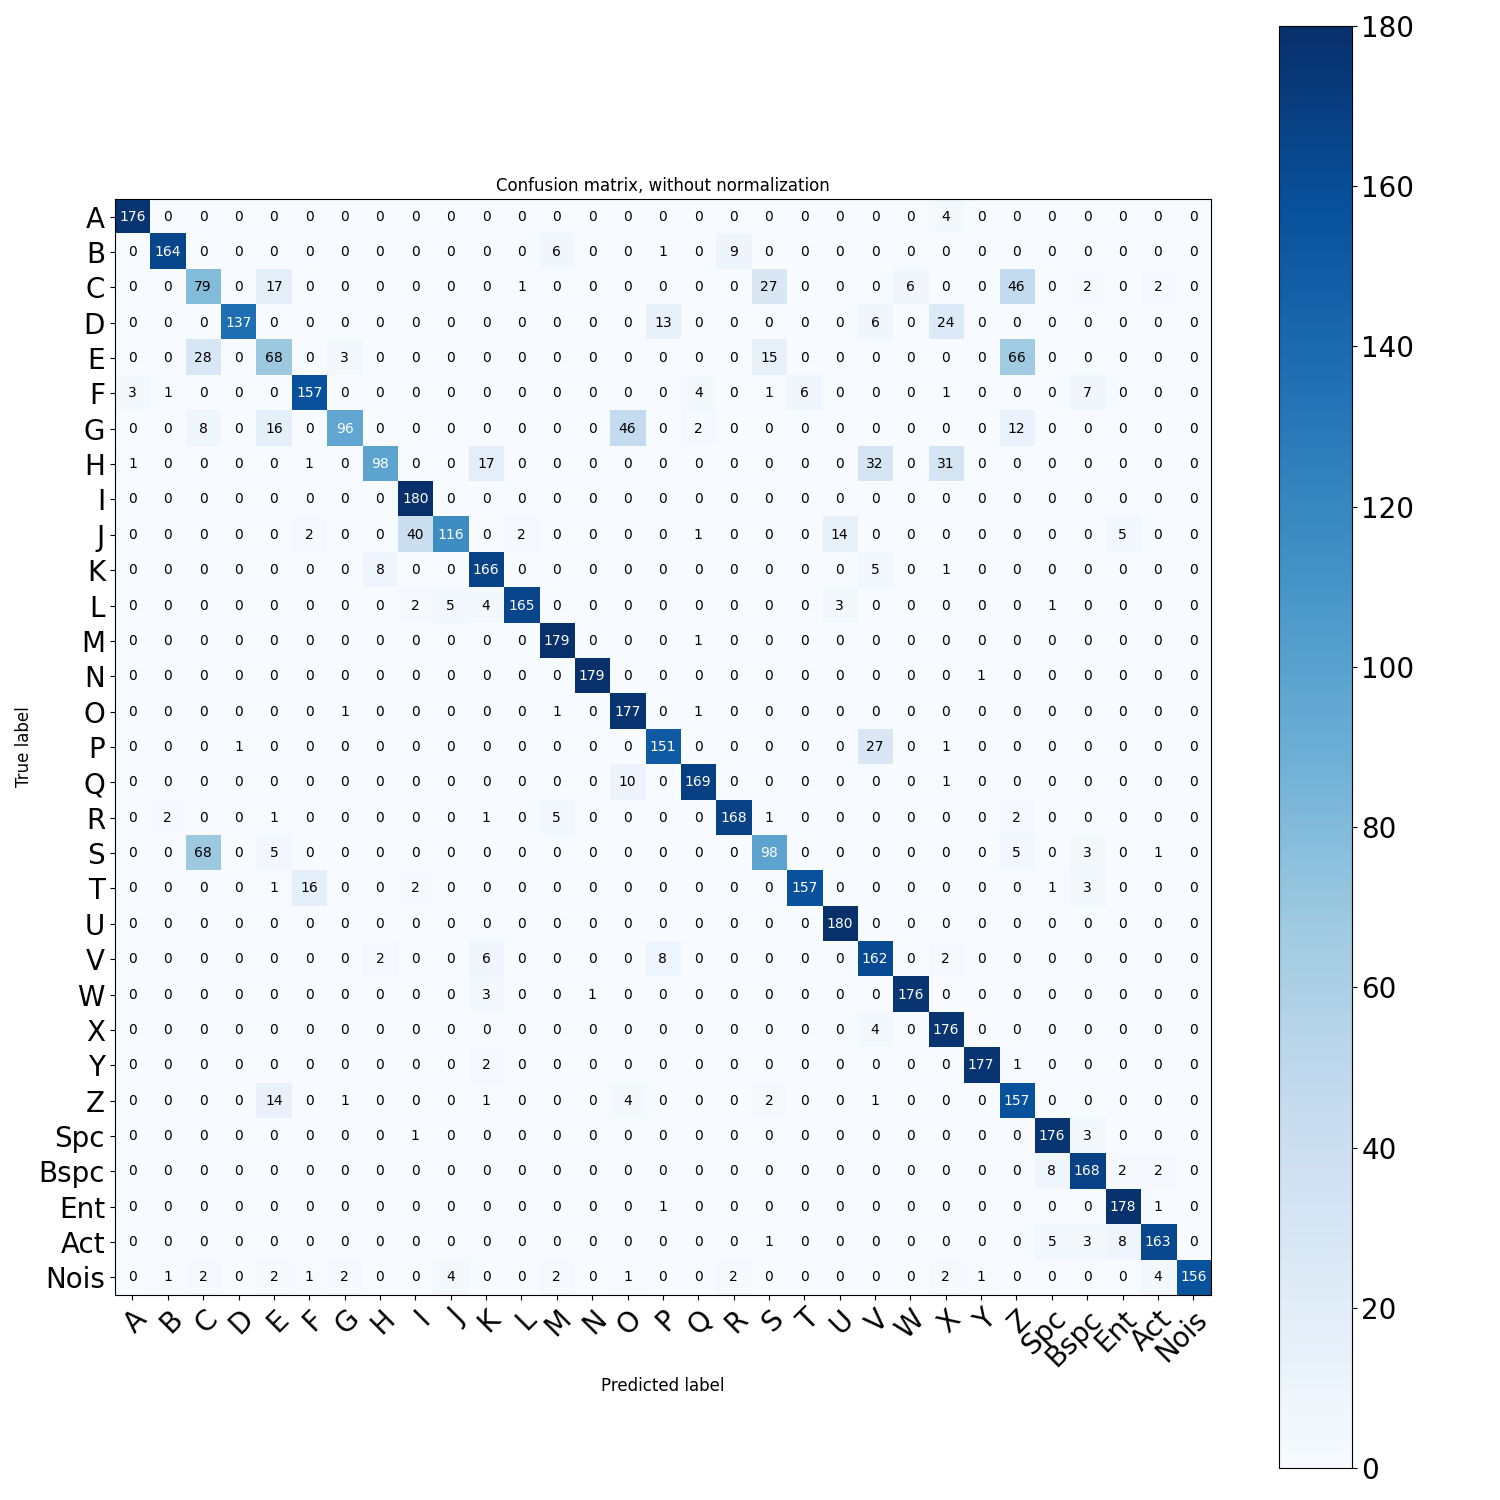 Confusion matrix, without normalization
A 176 0 0 0 0 0 0 0 0 0 0 0 0 0 0 0 0 0 0 0 0 0 0 4 0 0 0 0 0 0 0
B 0 164 0 0 0 0 0 0 0 0 0 0 6 0 0 1 0 9 0 0 0 0 0 0 0 0 0 0 0 0 0
C 0 0 79 0 17 0 0 0 0 0 0 1 0 0 0 0 0 0 27 0 0 0 6 0 0 46 0 2 0 2 0
D 0 0 0 137 0 0 0 0 0 0 0 0 0 0 0 13 0 0 0 0 0 6 0 24 0 0 0 0 0 0 0
E 0 0 28 0 68 0 3 0 0 0 0 0 0 0 0 0 0 0 15 0 0 0 0 0 0 66 0 0 0 0 0
F 3 1 0 0 0 157 0 0 0 0 0 0 0 0 0 0 4 0 1 6 0 0 0 1 0 0 0 7 0 0 0
G 0 0 8 0 16 0 96 0 0 0 0 0 0 0 46 0 2 0 0 0 0 0 0 0 0 12 0 0 0 0 0
H 1 0 0 0 0 1 0 98 0 0 17 0 0 0 0 0 0 0 0 0 0 32 0 31 0 0 0 0 0 0 0
I 0 0 0 0 0 0 0 0 180 0 0 0 0 0 0 0 0 0 0 0 0 0 0 0 0 0 0 0 0 0 0
J 0 0 0 0 0 2 0 0 40 116 0 2 0 0 0 0 1 0 0 0 14 0 0 0 0 0 0 0 5 0 0
K 0 0 0 0 0 0 0 8 0 0 166 0 0 0 0 0 0 0 0 0 0 5 0 1 0 0 0 0 0 0 0
L 0 0 0 0 0 0 0 0 2 5 4 165 0 0 0 0 0 0 0 0 3 0 0 0 0 0 1 0 0 0 0
M 0 0 0 0 0 0 0 0 0 0 0 0 179 0 0 0 1 0 0 0 0 0 0 0 0 0 0 0 0 0 0
N 0 0 0 0 0 0 0 0 0 0 0 0 0 179 0 0 0 0 0 0 0 0 0 0 1 0 0 0 0 0 0
O 0 0 0 0 0 0 1 0 0 0 0 0 1 0 177 0 1 0 0 0 0 0 0 0 0 0 0 0 0 0 0
P 0 0 0 1 0 0 0 0 0 0 0 0 0 0 0 151 0 0 0 0 0 27 0 1 0 0 0 0 0 0 0
Q 0 0 0 0 0 0 0 0 0 0 0 0 0 0 10 0 169 0 0 0 0 0 0 1 0 0 0 0 0 0 0
R 0 2 0 0 1 0 0 0 0 0 1 0 5 0 0 0 0 168 1 0 0 0 0 0 0 2 0 0 0 0 0
S 0 0 68 0 5 0 0 0 0 0 0 0 0 0 0 0 0 0 98 0 0 0 0 0 0 5 0 3 0 1 0
T 0 0 0 0 1 16 0 0 2 0 0 0 0 0 0 0 0 0 0 157 0 0 0 0 0 0 1 3 0 0 0
U 0 0 0 0 0 0 0 0 0 0 0 0 0 0 0 0 0 0 0 0 180 0 0 0 0 0 0 0 0 0 0
V 0 0 0 0 0 0 0 2 0 0 6 0 0 0 0 8 0 0 0 0 0 162 0 2 0 0 0 0 0 0 0
W 0 0 0 0 0 0 0 0 0 0 3 0 0 1 0 0 0 0 0 0 0 0 176 0 0 0 0 0 0 0 0
X 0 0 0 0 0 0 0 0 0 0 0 0 0 0 0 0 0 0 0 0 0 4 0 176 0 0 0 0 0 0 0
Y 0 0 0 0 0 0 0 0 0 0 2 0 0 0 0 0 0 0 0 0 0 0 0 0 177 1 0 0 0 0 0
Z 0 0 0 0 14 0 1 0 0 0 1 0 0 0 4 0 0 0 2 0 0 1 0 0 0 157 0 0 0 0 0
Spc 0 0 0 0 0 0 0 0 1 0 0 0 0 0 0 0 0 0 0 0 0 0 0 0 0 0 176 3 0 0 0
Bspc 0 0 0 0 0 0 0 0 0 0 0 0 0 0 0 0 0 0 0 0 0 0 0 0 0 0 8 168 2 2 0
Ent 0 0 0 0 0 0 0 0 0 0 0 0 0 0 0 1 0 0 0 0 0 0 0 0 0 0 0 0 178 1 0
Act 0 0 0 0 0 0 0 0 0 0 0 0 0 0 0 0 0 0 1 0 0 0 0 0 0 0 5 3 8 163 0
Nois 0 1 2 0 2 1 2 0 0 4 0 0 2 0 1 0 0 2 0 0 0 0 0 2 1 0 0 0 0 4 156
A B C D E F G H I J K L M N O P Q R S T U V W X Y Z Spc Bspc Ent Act Nois
Predicted label
True label
180
160
140
120
100
80
60
40
20
0